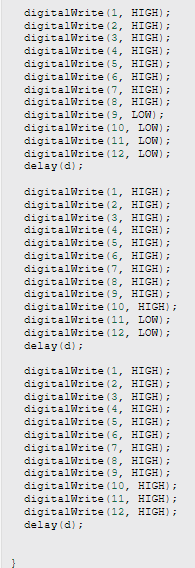 digitalWrite(1, HIGH);
digitalWrite(2, HIGH);
digitalWrite(3, HIGH);
digitalWrite(4, HIGH);
digitalWrite(5, HIGH);
digitalWrite(6, HIGH);
digitalWrite(7, HIGH);
digitalWrite(8, HIGH);
digitalWrite(9, LOW);
digitalWrite(10, LOW);
digitalWrite(11, LOW);
digitalWrite(12, LOW);
delay(d);
digitalWrite(1, HIGH);
digitalWrite(2, HIGH);
digitalWrite(3, HIGH);
digitalWrite(4, HIGH);
digitalWrite(5, HIGH);
digitalWrite(6, HIGH);
digitalWrite(7, HIGH);
digitalWrite(8, HIGH);
digitalWrite(9, HIGH);
digitalWrite(10, HIGH);
digitalWrite(11, LOW);
digitalWrite(12, LOW);
delay(d);
digitalWrite(1, HIGH);
digitalWrite(2, HIGH);
digitalWrite(3, HIGH);
digitalWrite(4, HIGH);
digitalWrite(5, HIGH);
digitalWrite(6, HIGH);
digitalWrite(7, HIGH);
digitalWrite(8, HIGH);
digitalWrite(9, HIGH);
digitalWrite(10, HIGH);
digitalWrite(11, HIGH);
digitalWrite(12, HIGH);
delay(d);
}